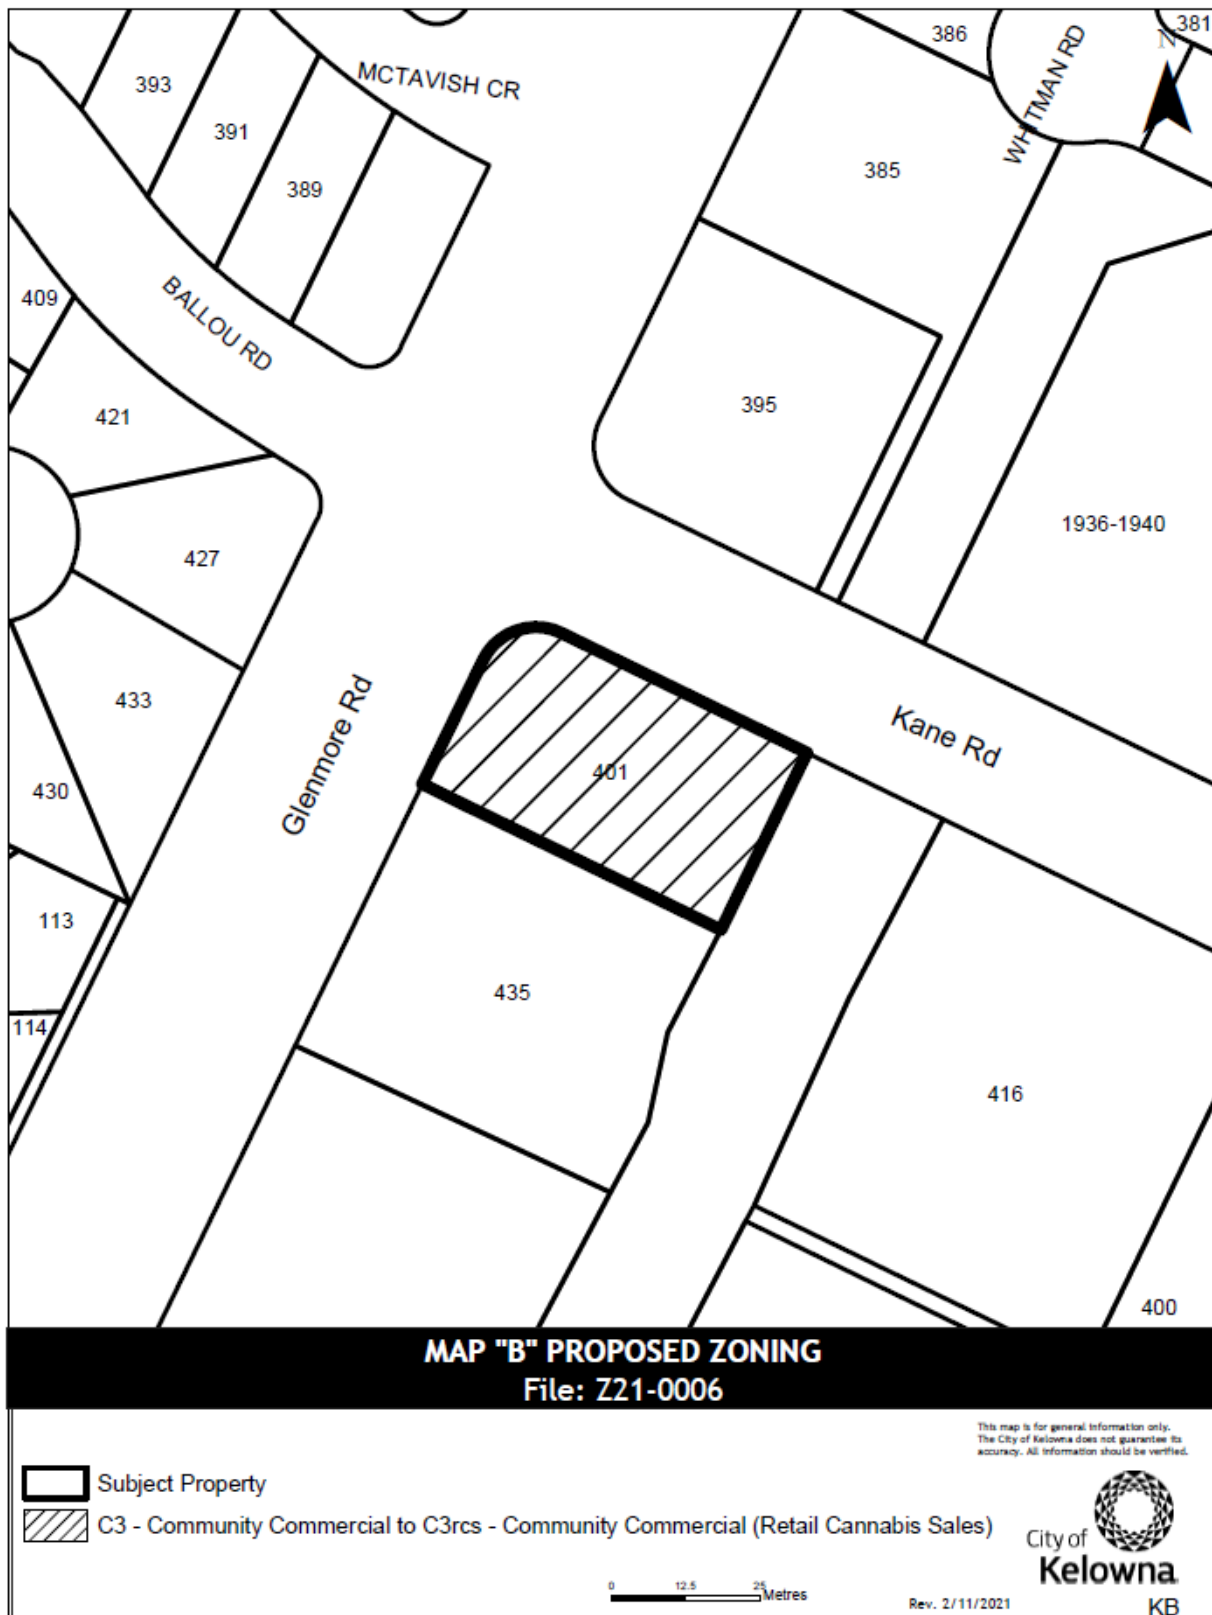 386
381
N
WHITMAN RD
393
MCTAVISH CR
391
385
389
409
BALLOU RD
421
395
427
1936-1940
433
Glenmore Rd
Kane Rd
401
430
113
435
114
416
400
MAP "B" PROPOSED ZONING
File: Z21-0006
This map is for general information only.
The City of Kelowna does not guarantee its
accuracy. All information should be verified.
Subject Property
C3 - Community Commercial to C3rcs - Community Commercial (Retail Cannabis Sales)
City of
Kelowna
0 12.5 25 Metres
Rev. 2/11/2021
KB